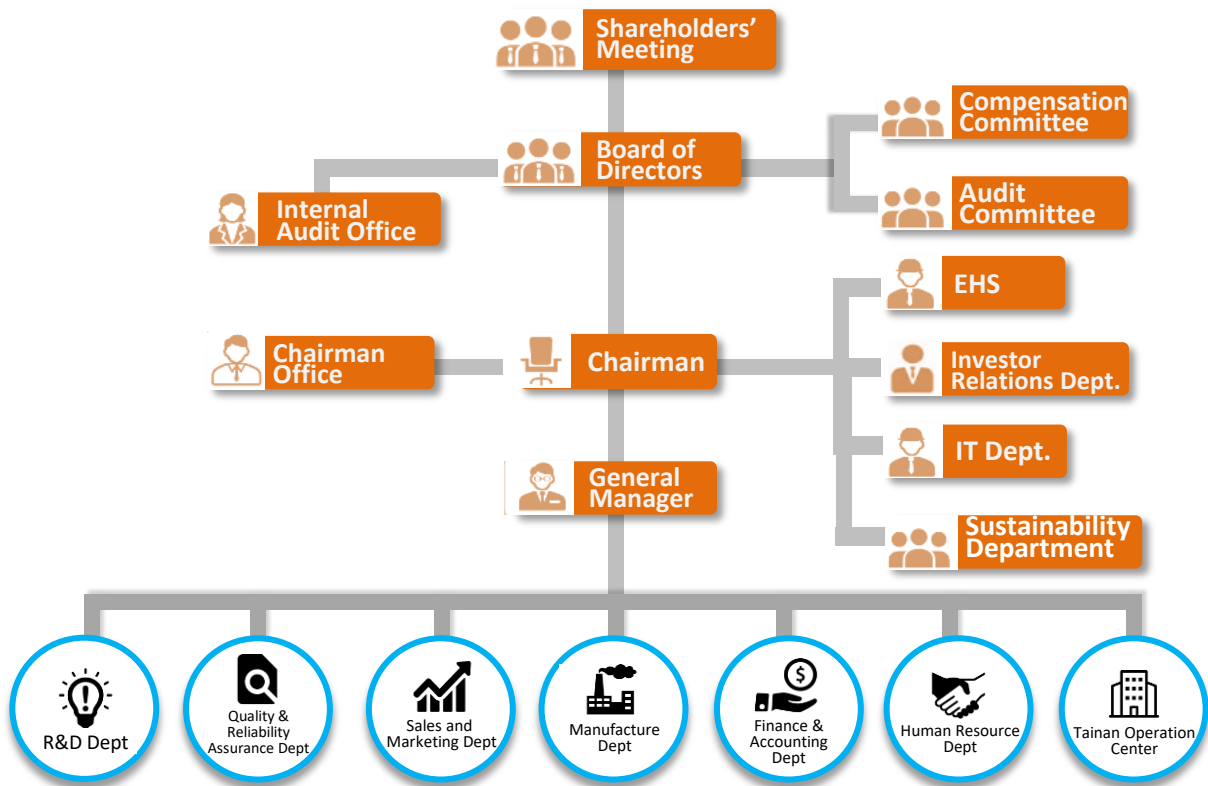 Shareholders’
Meeting
Compensation
Committee
Board of
Directors
Audit
Committee
Internal
Audit Office
EHS
Chairman
Office
Chairman
Investor
Relations Dept.
IT Dept.
General
Manager
Sustainability
Department
R&D Dept
Quality &
Reliability
Assurance Dept
Sales and
Marketing Dept
Manufacture
Dept
$
Finance &
Accounting
Dept
Human Resource
Dept
Tainan Operation
Center